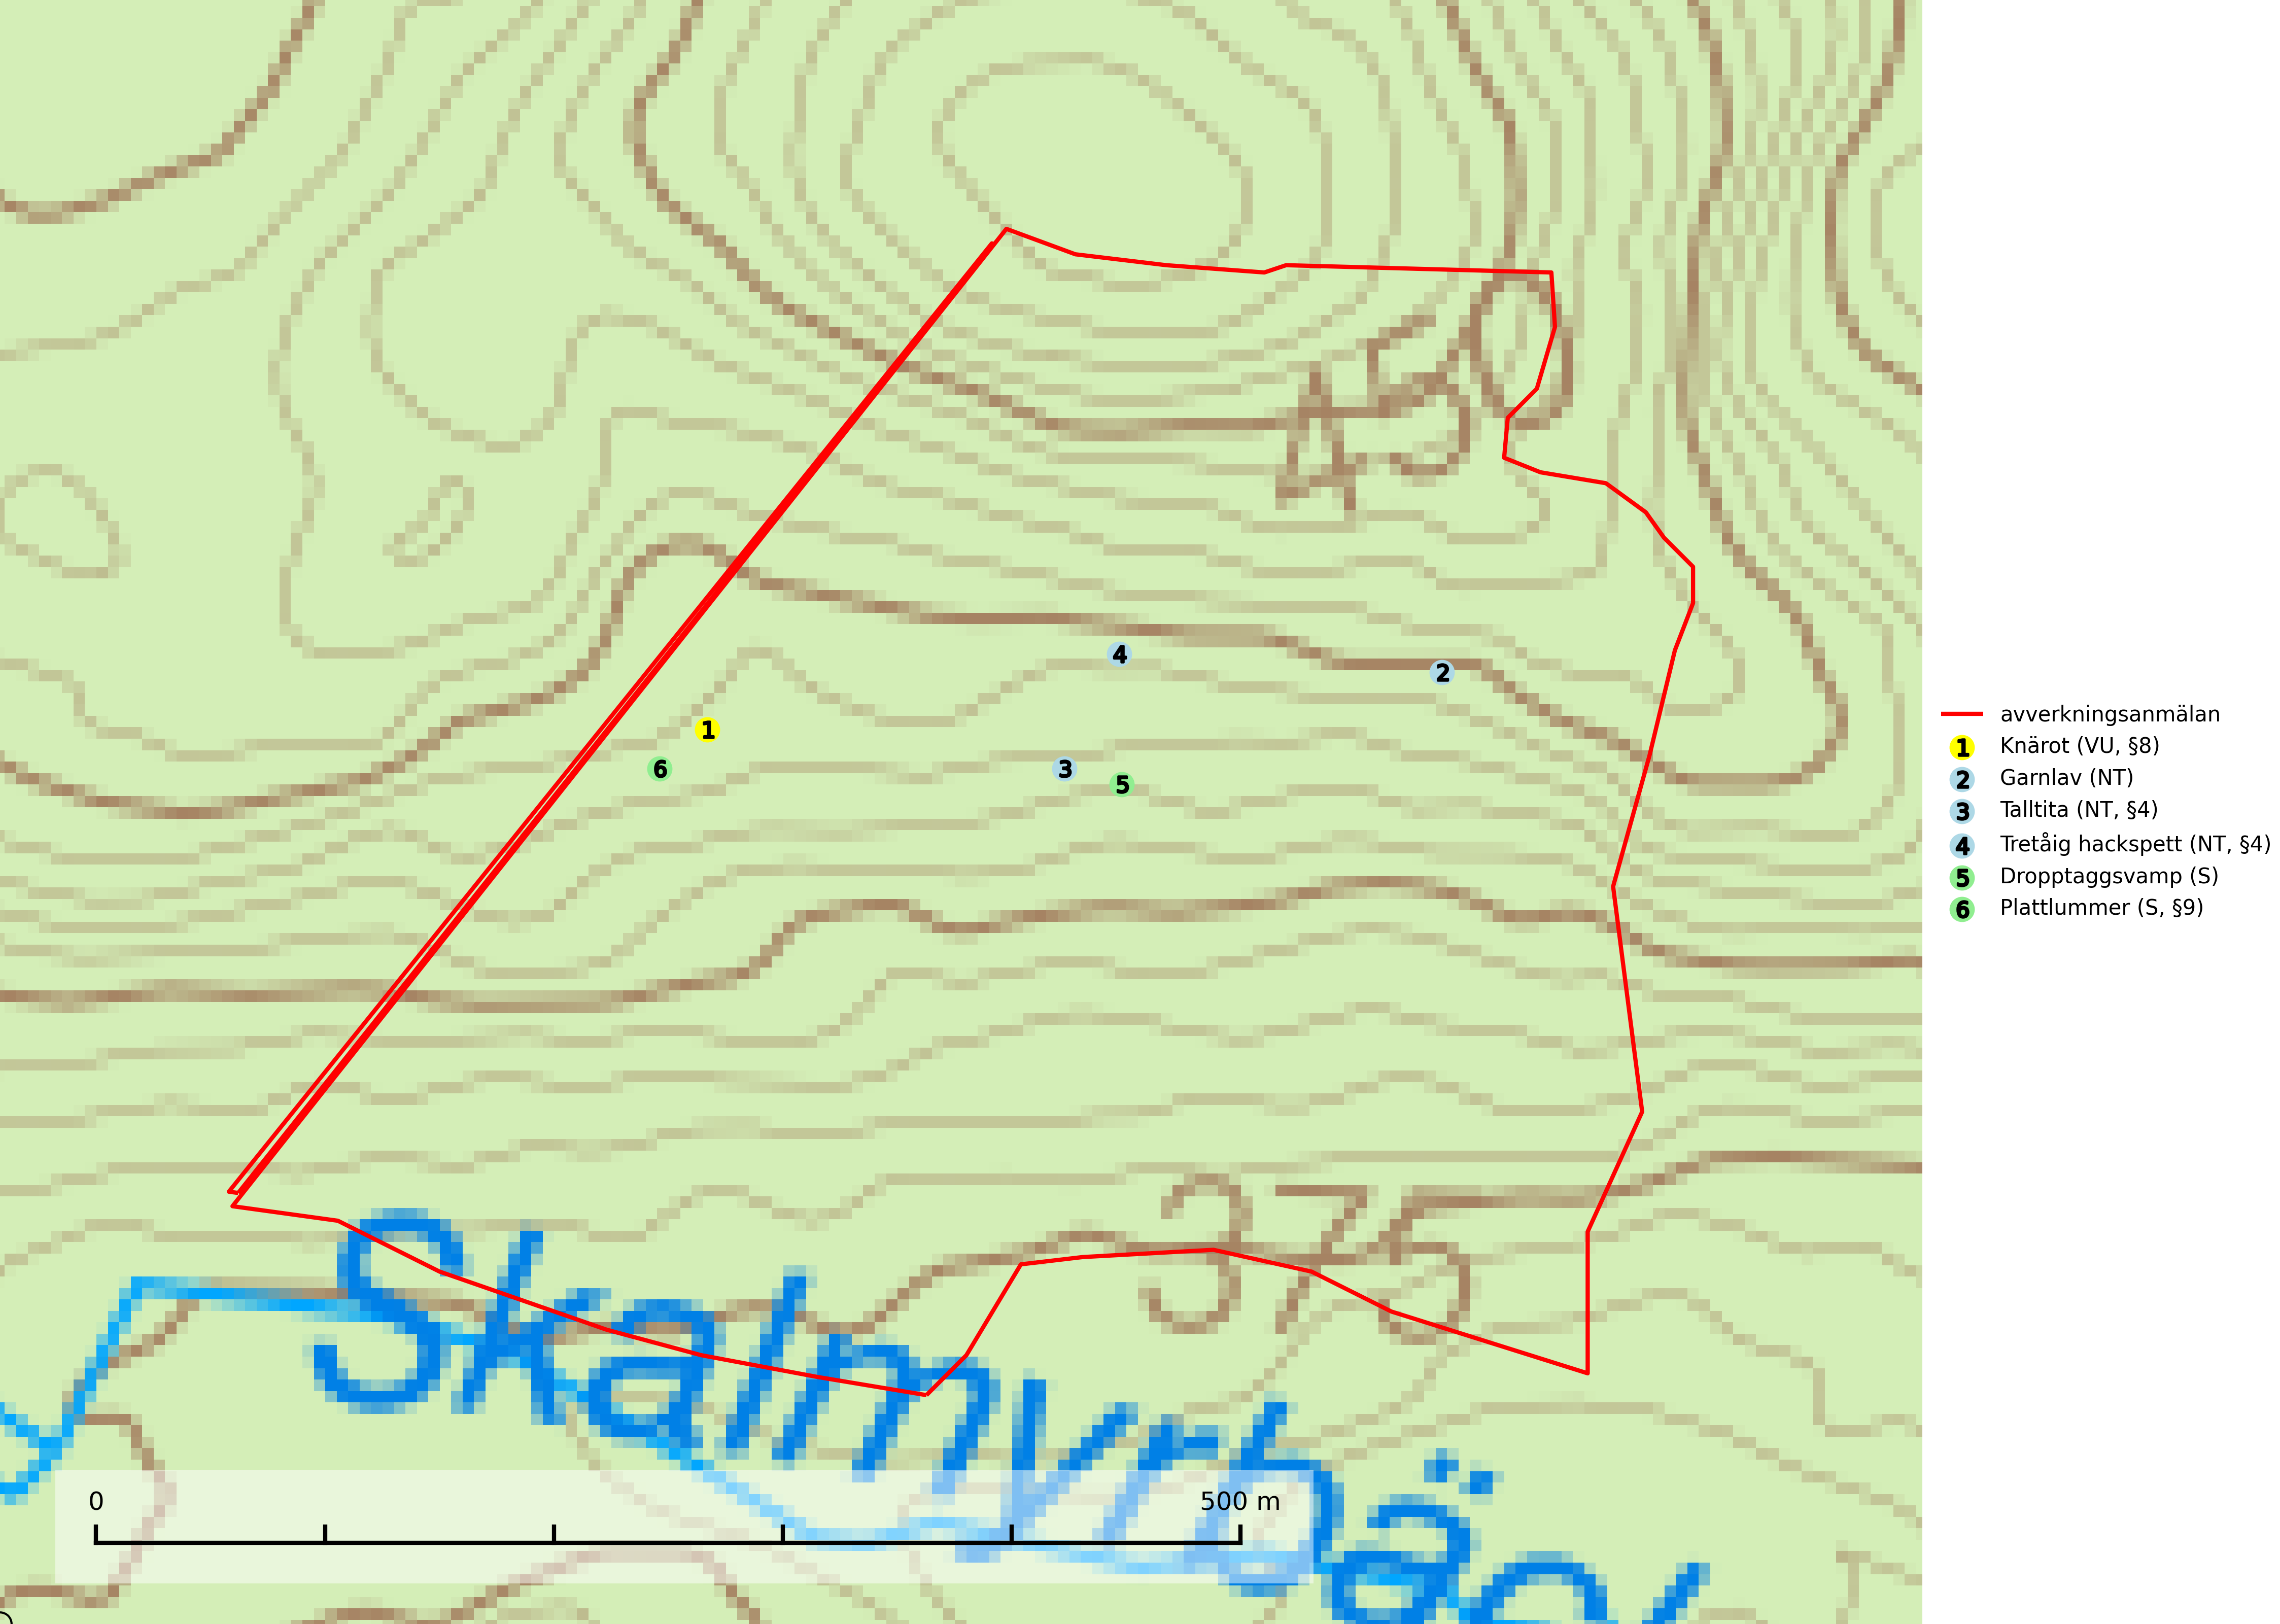 450
4
2
1
6
3
5
375
0
500 m
avverkningsanmälan
1 Knärot (VU, §8)
2 Garnlav (NT)
3 Talltita (NT, §4)
4 Tretåig hackspett (NT, §4)
5 Dropptaggsvamp (S)
6 Plattlummer (S, §9)